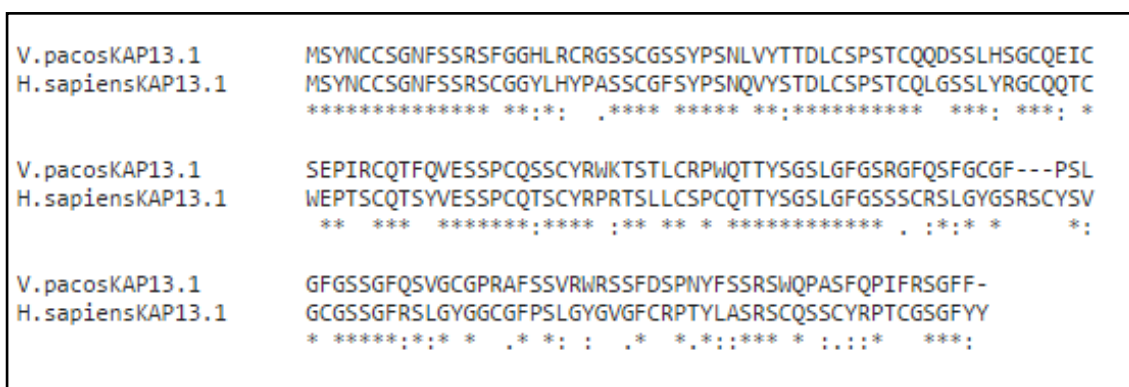 V.pacosKAP13.1 MSYNCCSGNFSSRSFGGHLRCRGSSCGSSYPSNLVYTTDLCSPSTCQQDSSLHSGCQEIC
H.sapiensKAP13.1 MSYNCCSGNFSSRSCGGYLHYPASSCGFSYPSNQVYSTDLCSPSTCQLGSSLYRGCQQTC
************** **:*: .**** ***** **:********** ***: ***: *
V.pacosKAP13.1 SEPIRCQTFQVESSPCQSSCYRWKTSTLCRPWQTTYSGSLGFGSRGFQSFGCGF---PSL
H.sapiensKAP13.1 WEPTSCQTSYVESSPCQTSCYRPRTSLLCSPCQTTYSGSLGFGSSSCRSLGYGSRSCYSV
** *** *******:**** :** ** * ************ . :*:* * *:
V.pacosKAP13.1 GFGSSGFQSVGCGPRAFSSVRWRSSFDSPNYFSSRSWQPASFQPIFRSGFF-
H.sapiensKAP13.1 GCGSSGFRSLGYGGCGFPSLGYGVGFCRPTYLASRSCQSSCYRPTCGSGFYY
* *****:*:* * .* *: : .* *.*::*** * :.::* ***: